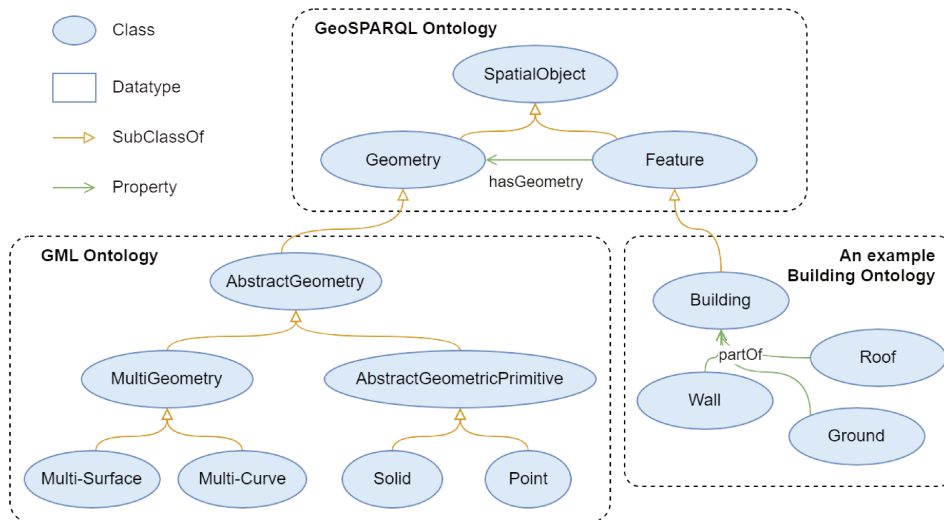 Class
Datatype
SubClassOf
Property
GeoSPARQL Ontology
SpatialObject
Geometry
hasGeometry
Feature
GML Ontology
AbstractGeometry
MultiGeometry
AbstractGeometricPrimitive
Multi-Surface
Multi-Curve
Solid
Point
An example
Building Ontology
Building
partOf
Roof
Wall
Ground